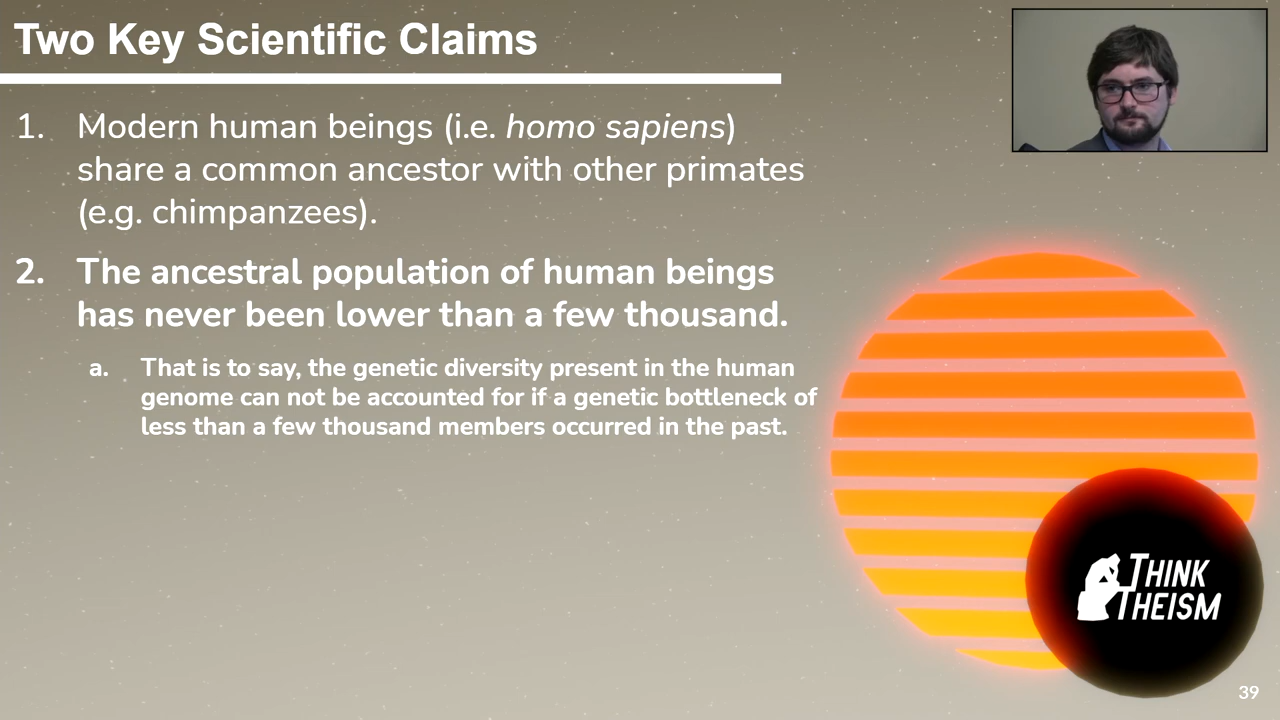 Two Key Scientific Claims
1. Modern human beings (i.e. homo sapiens)
share a common ancestor with other primates
(e.g. chimpanzees).
2. The ancestral population of human beings
has never been lower than a few thousand.
a. That is to say, the genetic diversity present in the human
genome can not be accounted for if a genetic bottleneck of
less than a few thousand members occurred in the past.
THINK
THEISM
39